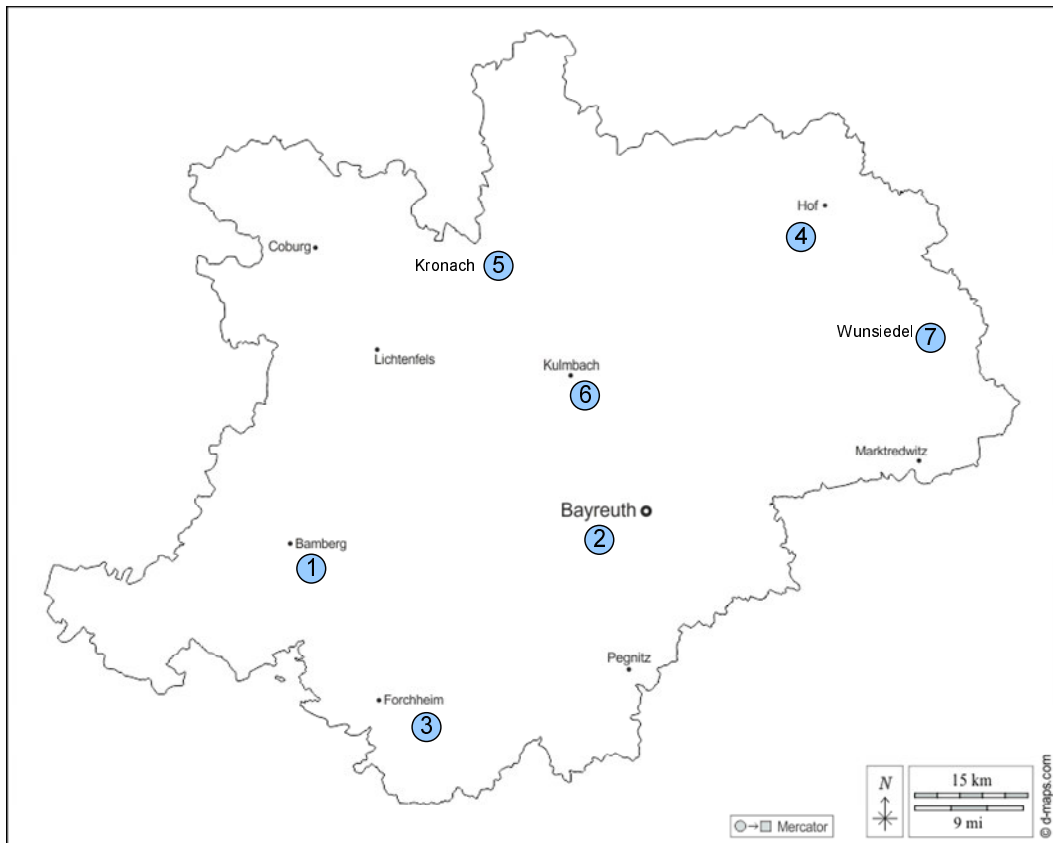 Hof
4
Coburg
Kronach 5
Wunsiedel 7
Lichtenfels
Kulmbach
6
Marktredwitz
Bayreuth
2
Bamberg
1
Pegnitz
Forchheim
3
N
15 km
9 mi
Mercator
© d-maps.com